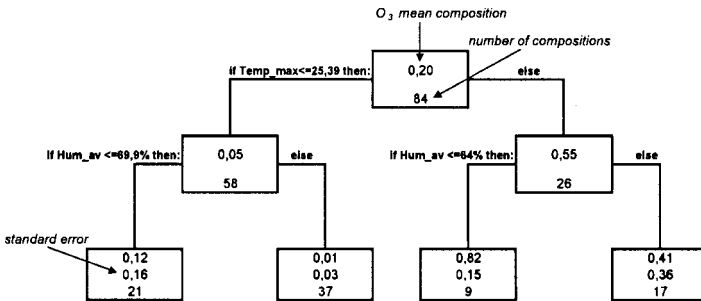 O3 mean composition
number of compositions
if Temp_max<=25,39 then:
0,20
else
84
if Hum_av <=69,9% then:
0,05
else
58
if Hum_av <=64% then:
0,55
else
26
standard error
0,12
0,16
21
0,01
0,03
37
0,82
0,15
9
0,41
0,36
17